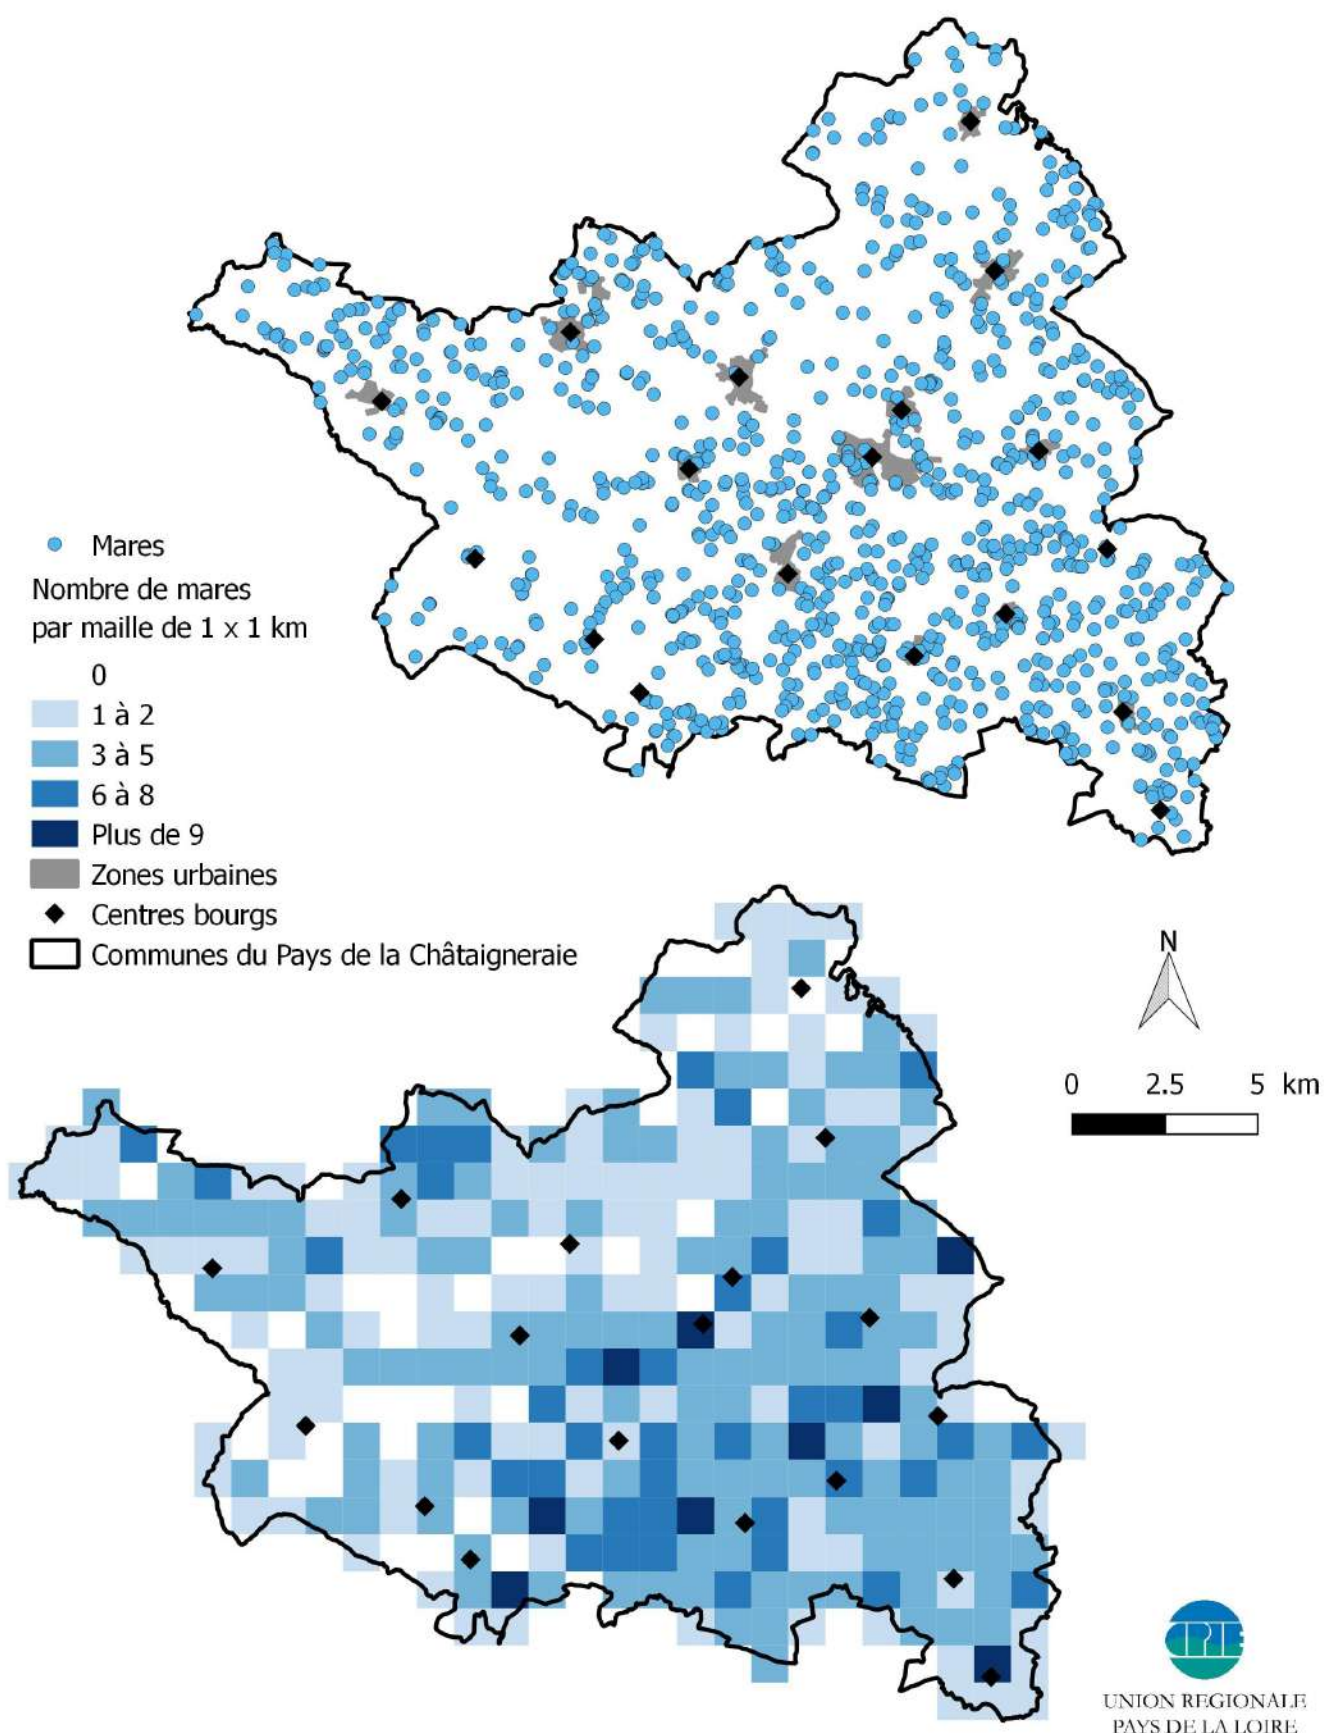 Mares
Nombre de mares
par maille de 1 x 1 km
0
1 à 2
3 à 5
6 à 8
Plus de 9
Zones urbaines
Centres bourgs
Communes du Pays de la Châtaigneraie
N
0 2.5 5 km
CPIE
UNION REGIONALE
PAYS DE LA LOIRE